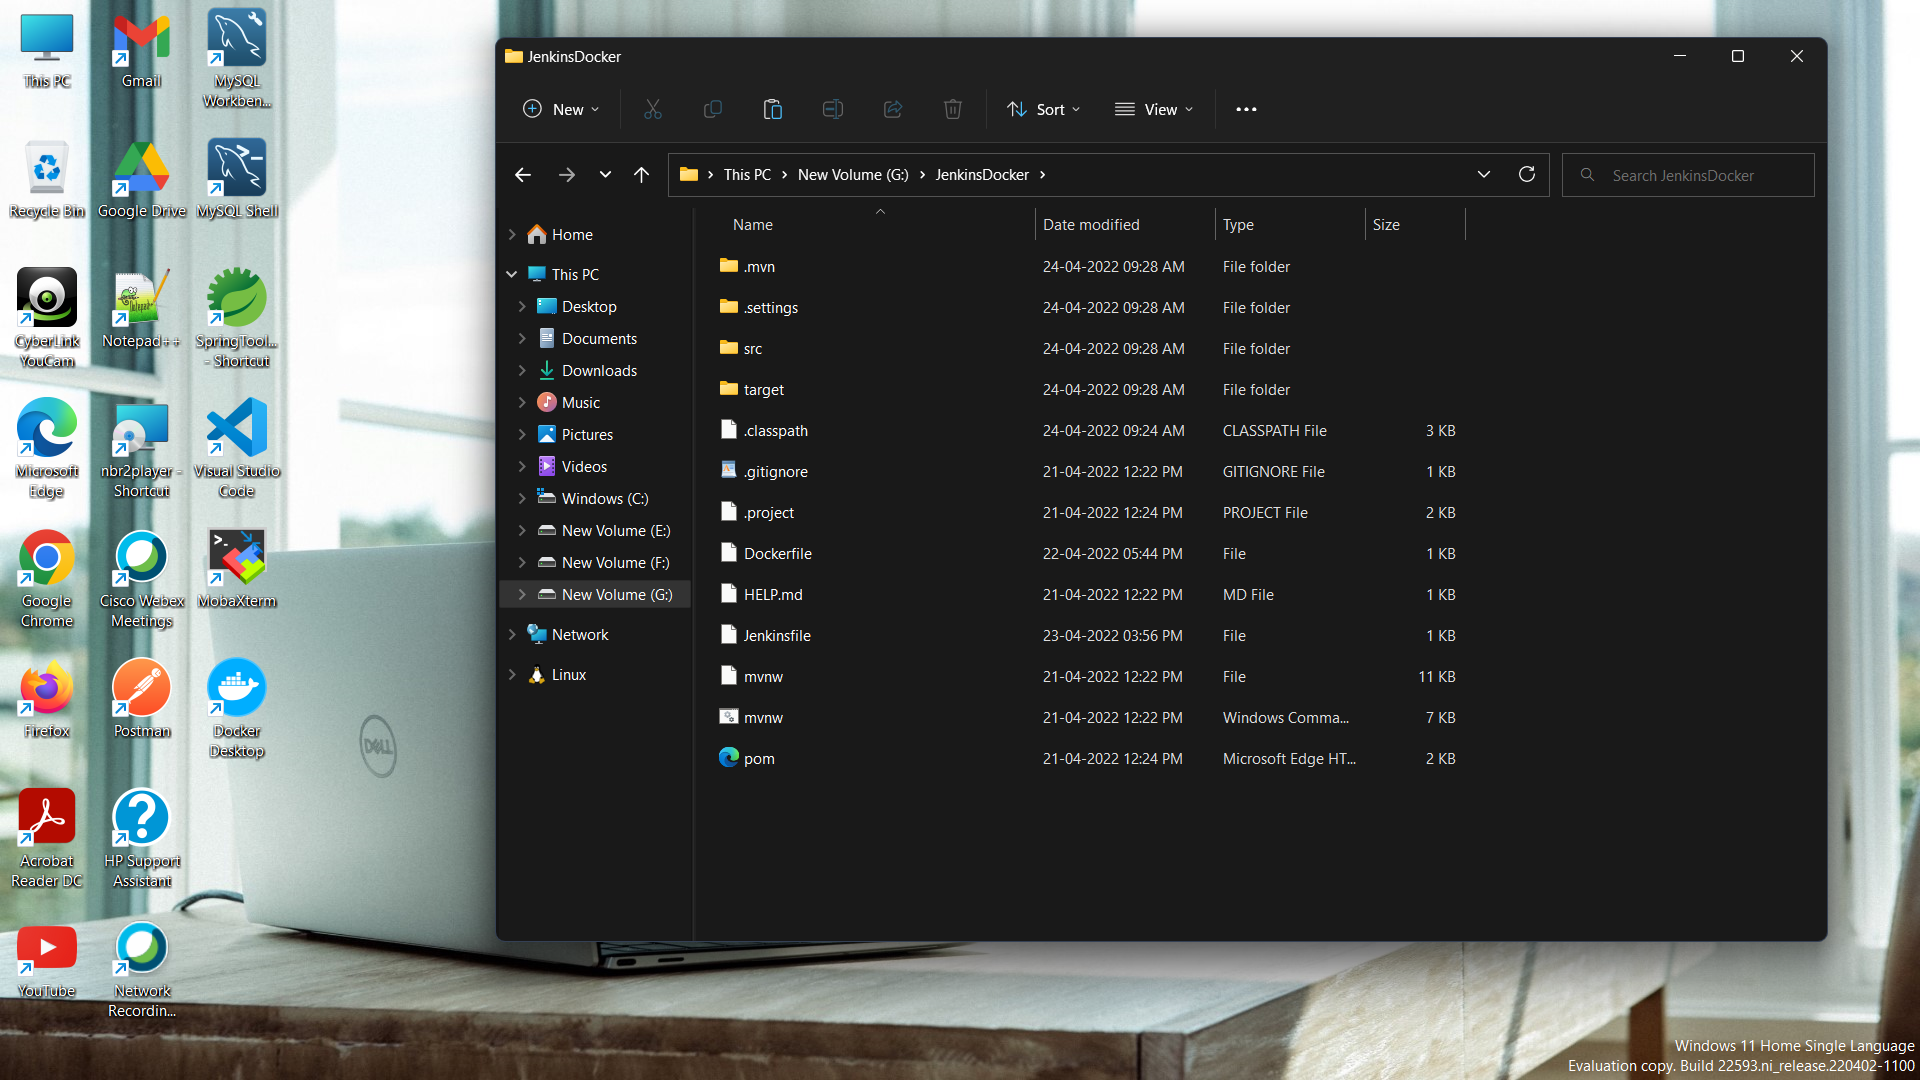 This PC
Gmail
MySQL
Workben...
Recycle Bin
Google Drive
MySQL Shell
CyberLink
YouCam
Notepad++
SpringTool...
- Shortcut
Microsoft
Edge
nbr2player -
Shortcut
Visual Studio
Code
Google
Chrome
Cisco Webex
Meetings
MobaXterm
Firefox
Postman
Docker
Desktop
Acrobat
Reader DC
HP Support
Assistant
YouTube
Network
Recordin...
DELL
JenkinsDocker
New
Sort
View
This PC
New Volume (G:)
JenkinsDocker
Search JenkinsDocker
Home
This PC
Desktop
Documents
Downloads
Music
Pictures
Videos
Windows (C:)
New Volume (E:)
New Volume (F:)
New Volume (G:)
Network
Linux
Name Date modified Type Size
.mvn 24-04-2022 09:28 AM File folder
.settings 24-04-2022 09:28 AM File folder
src 24-04-2022 09:28 AM File folder
target 24-04-2022 09:28 AM File folder
.classpath 24-04-2022 09:24 AM CLASSPATH File 3 KB
.gitignore 21-04-2022 12:22 PM GITIGNORE File 1 KB
.project 21-04-2022 12:24 PM PROJECT File 2 KB
Dockerfile 22-04-2022 05:44 PM File 1 KB
HELP.md 21-04-2022 12:22 PM MD File 1 KB
Jenkinsfile 23-04-2022 03:56 PM File 1 KB
mvnw 21-04-2022 12:22 PM File 11 KB
mvnw 21-04-2022 12:22 PM Windows Comma... 7 KB
pom 21-04-2022 12:24 PM Microsoft Edge HT... 2 KB
Windows 11 Home Single Language
Evaluation copy. Build 22593.ni_release.220402-1100